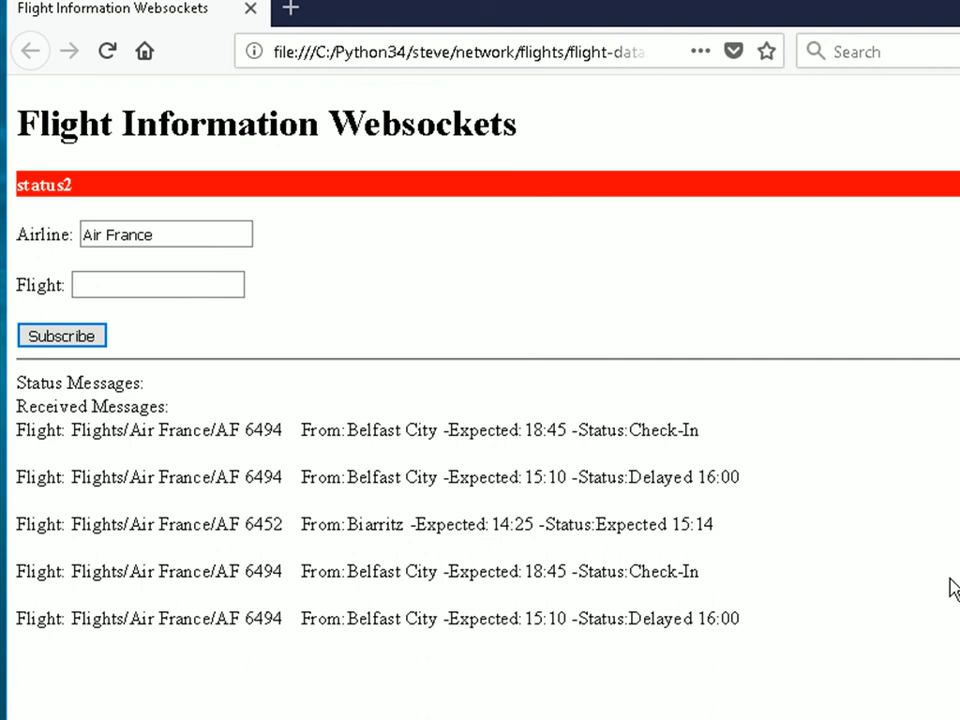 Flight Information Websockets
file:///C:/Python34/steve/network/flights/flight-data
Search
Flight Information Websockets
status2
Airline: Air France
Flight:
Subscribe
Status Messages:
Received Messages:
Flight: Flights/Air France/AF 6494 From:Belfast City -Expected:18:45 -Status:Check-In
Flight: Flights/Air France/AF 6494 From:Belfast City -Expected:15:10 -Status:Delayed 16:00
Flight: Flights/Air France/AF 6452 From:Biarritz -Expected:14:25 -Status:Expected 15:14
Flight: Flights/Air France/AF 6494 From:Belfast City -Expected:18:45 -Status:Check-In
Flight: Flights/Air France/AF 6494 From:Belfast City -Expected:15:10 -Status:Delayed 16:00